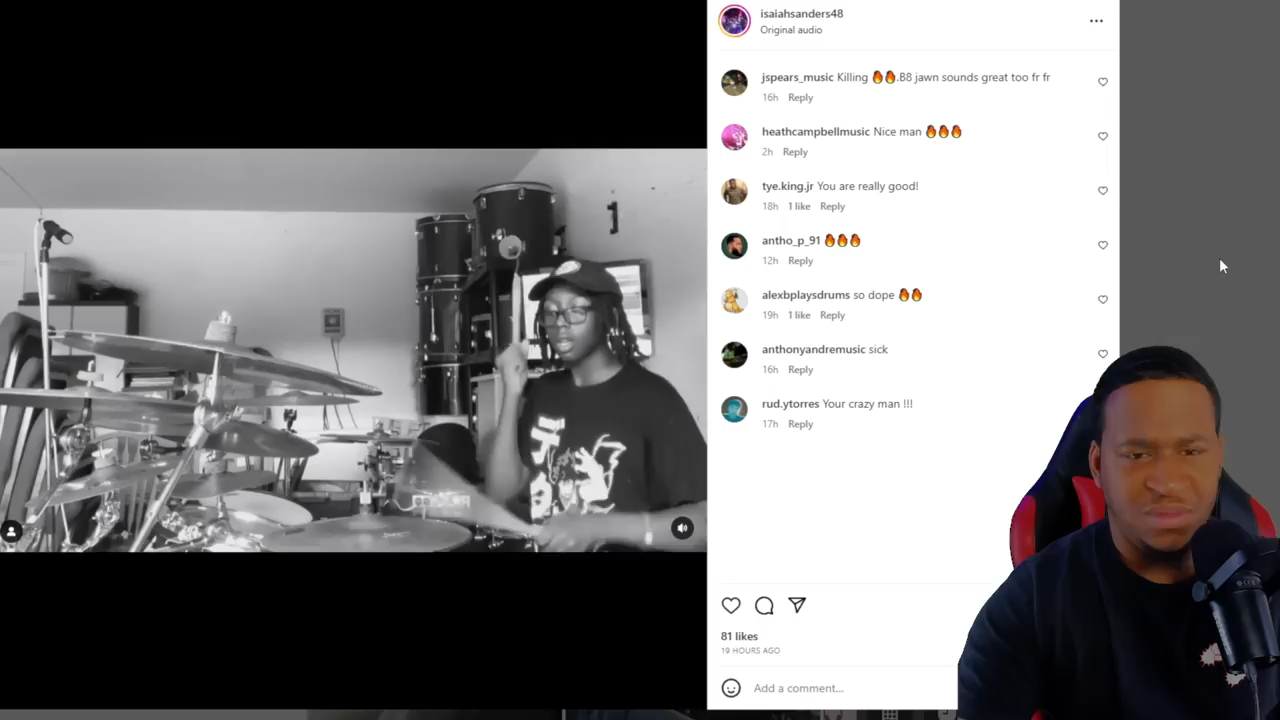 isaiahsanders48
Original audio
jspears_music Killing 🔥🔥.B8 jawn sounds great too fr fr
16h Reply
heathcampbellmusic Nice man 🔥🔥🔥
2h Reply
tye.king.jr You are really good!
18h 1 like Reply
antho_p_91 🔥🔥🔥
12h Reply
alexbplaysdrums so dope 🔥🔥
19h 1 like Reply
anthonyandremusic sick
16h Reply
rud.ytorres Your crazy man !!!
17h Reply
81 likes
19 HOURS AGO
Add a comment...